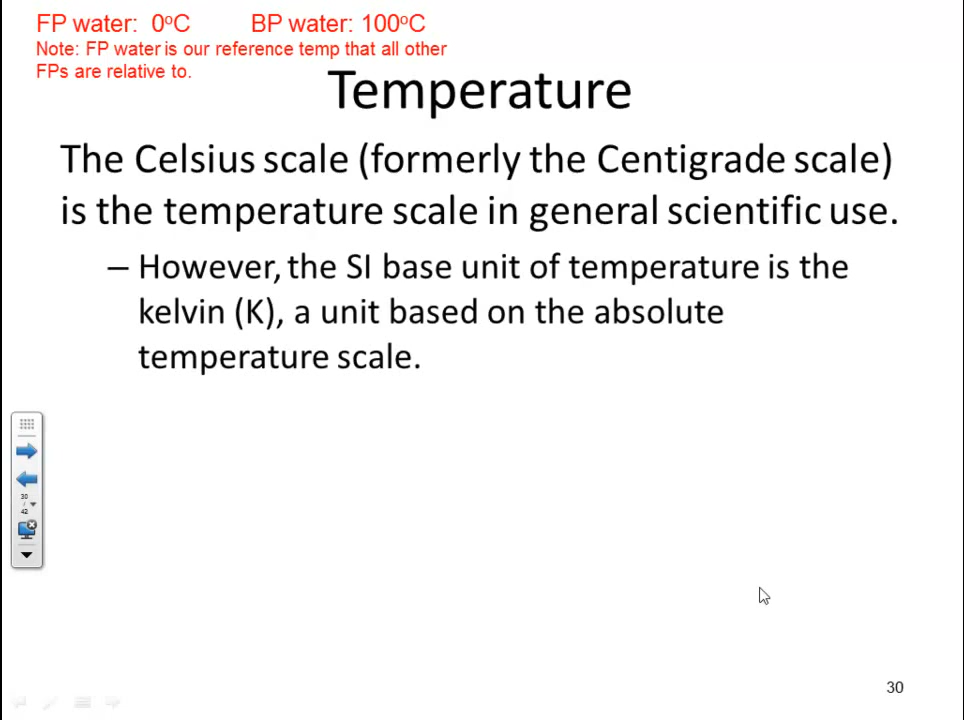 FP water: 0°C BP water: 100°C
Note: FP water is our reference temp that all other
FPs are relative to.
Temperature
The Celsius scale (formerly the Centigrade scale)
is the temperature scale in general scientific use.
– However, the SI base unit of temperature is the
kelvin (K), a unit based on the absolute
temperature scale.
30
/
42
30